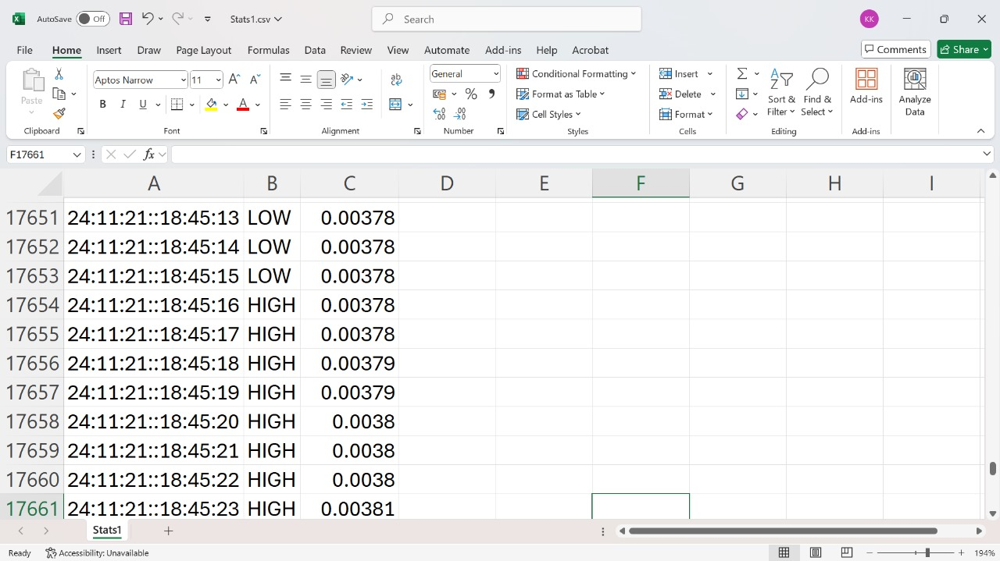 AutoSave Off Stats1.csv Search KK
File Home Insert Draw Page Layout Formulas Data Review View Automate Add-ins Help Acrobat Comments Share
Paste Aptos Narrow 11 General Conditional Formatting Insert
Format as Table Delete Sort & Filter Find & Select Add-ins Analyze Data
Cell Styles Format
Clipboard Font Alignment Number Styles Cells Editing Add-ins
F17661 fx
A B C D E F G H I
17651 24:11:21::18:45:13 LOW 0.00378
17652 24:11:21::18:45:14 LOW 0.00378
17653 24:11:21::18:45:15 LOW 0.00378
17654 24:11:21::18:45:16 HIGH 0.00378
17655 24:11:21::18:45:17 HIGH 0.00378
17656 24:11:21::18:45:18 HIGH 0.00379
17657 24:11:21::18:45:19 HIGH 0.00379
17658 24:11:21::18:45:20 HIGH 0.0038
17659 24:11:21::18:45:21 HIGH 0.0038
17660 24:11:21::18:45:22 HIGH 0.0038
17661 24:11:21::18:45:23 HIGH 0.00381
Stats1
Ready Accessibility: Unavailable 194%